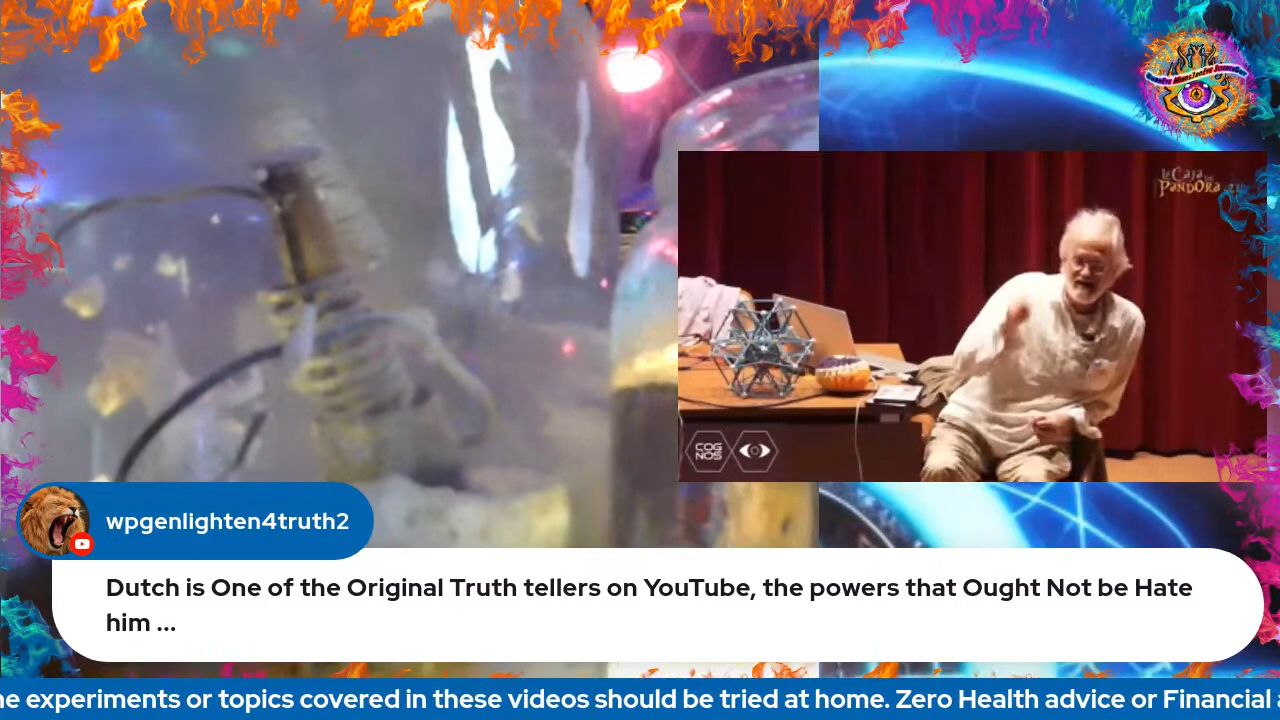 La Caja
PANDORA
COG
NOS
wpgenlighten4truth2
Dutch is One of the Original Truth tellers on YouTube, the powers that Ought Not be Hate
him ...
experiments or topics covered in these videos should be tried at home. Zero Health advice or Financial